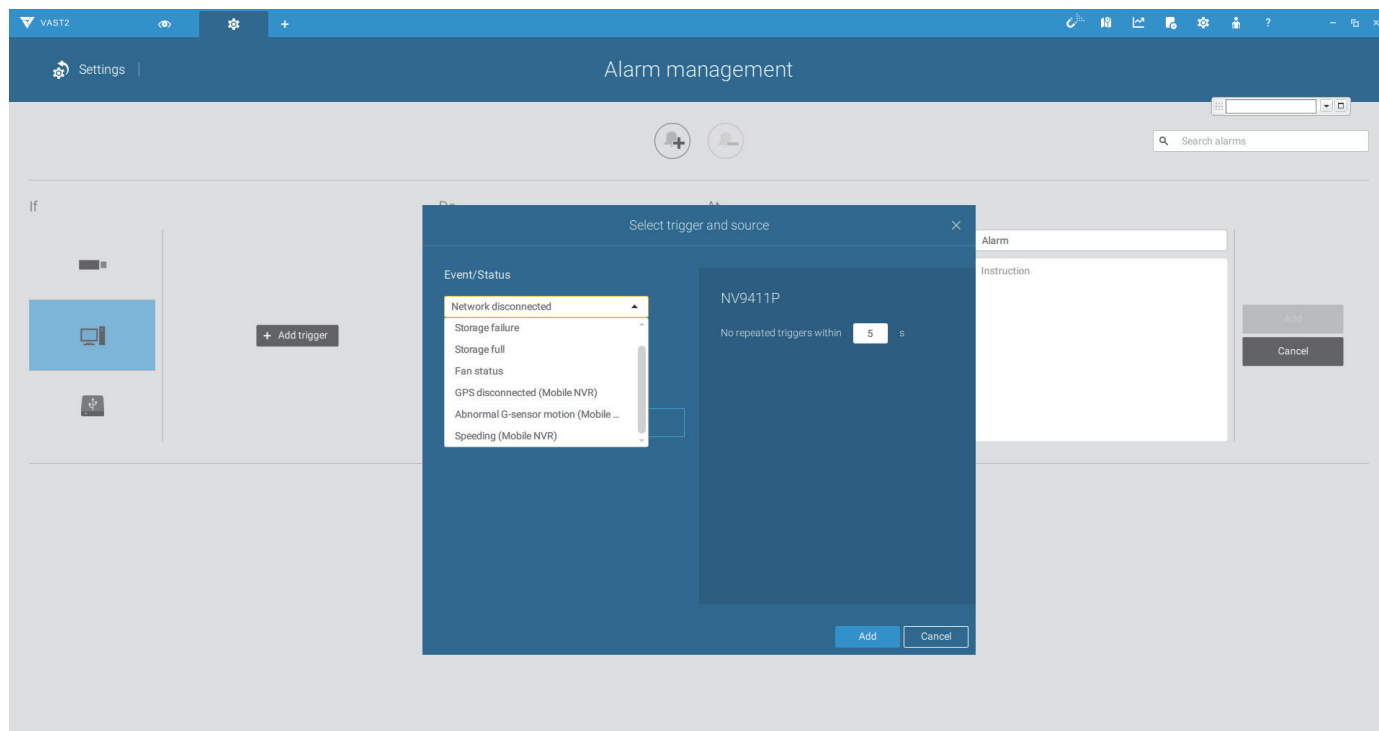 VAST2
+
?
Settings
Alarm management
Search alarms
If
Select trigger and source
Event/Status
Network disconnected
Storage failure
Storage full
Fan status
GPS disconnected (Mobile NVR)
Abnormal G-sensor motion (Mobile ...
Speeding (Mobile NVR)
NV9411P
No repeated triggers within 5 s
Add
Cancel
+ Add trigger
Alarm
Instruction
Add
Cancel